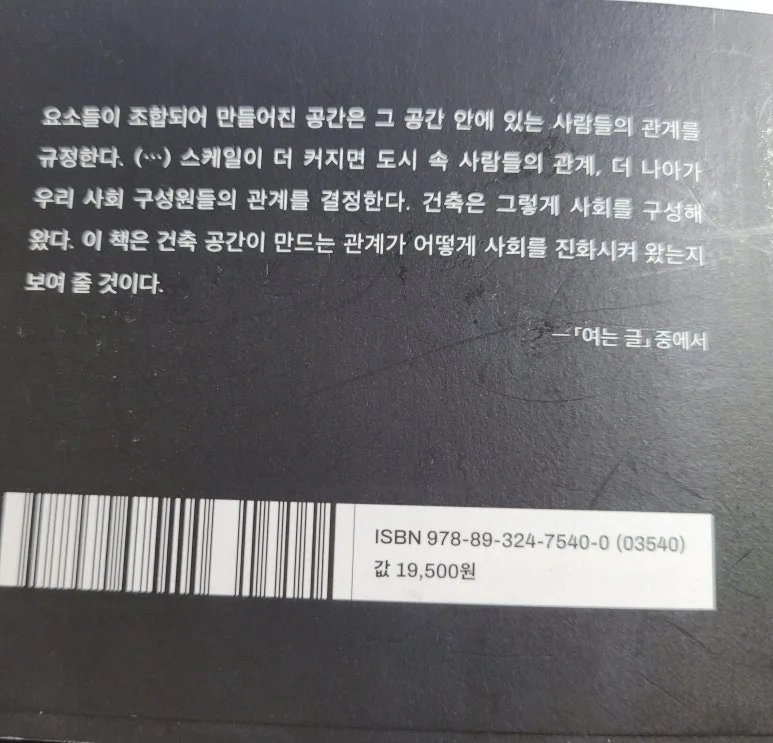 요소들이 조합되어 만들어진 공간은 그 공간 안에 있는 사람들의 관계를
규정한다. (…) 스케일이 더 커지면 도시 속 사람들의 관계, 더 나아가
우리 사회 구성원들의 관계를 결정한다. 건축은 그렇게 사회를 구성해
왔다. 이 책은 건축 공간이 만드는 관계가 어떻게 사회를 진화시켜 왔는지
보여 줄 것이다.
—「여는 글」 중에서
ISBN 978-89-324-7540-0 (03540)
값 19,500원